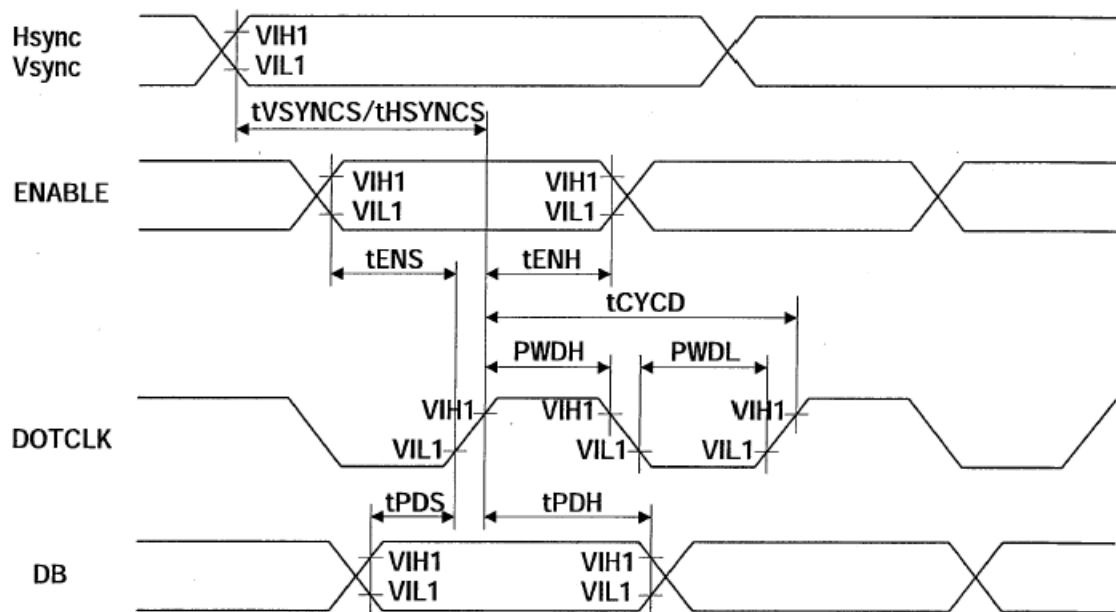 Hsync VIH1
Vsync VIL1
tVSYNCS/tHSYNCS
ENABLE VIH1 VIH1
VIL1 VIL1
tENS tENH
tCYCD
PWDH PWDL
VIH1 VIH1 VIH1
DOTCLK VIL1 VIL1 VIL1
tPDS tPDH
VIH1 VIH1
DB VIL1 VIL1